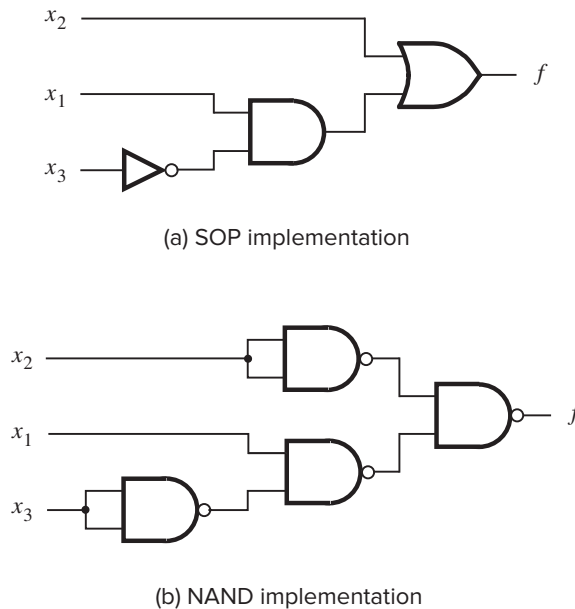 x2
f
x1
x3
(a) SOP implementation
x2
x1
f
x3
(b) NAND implementation